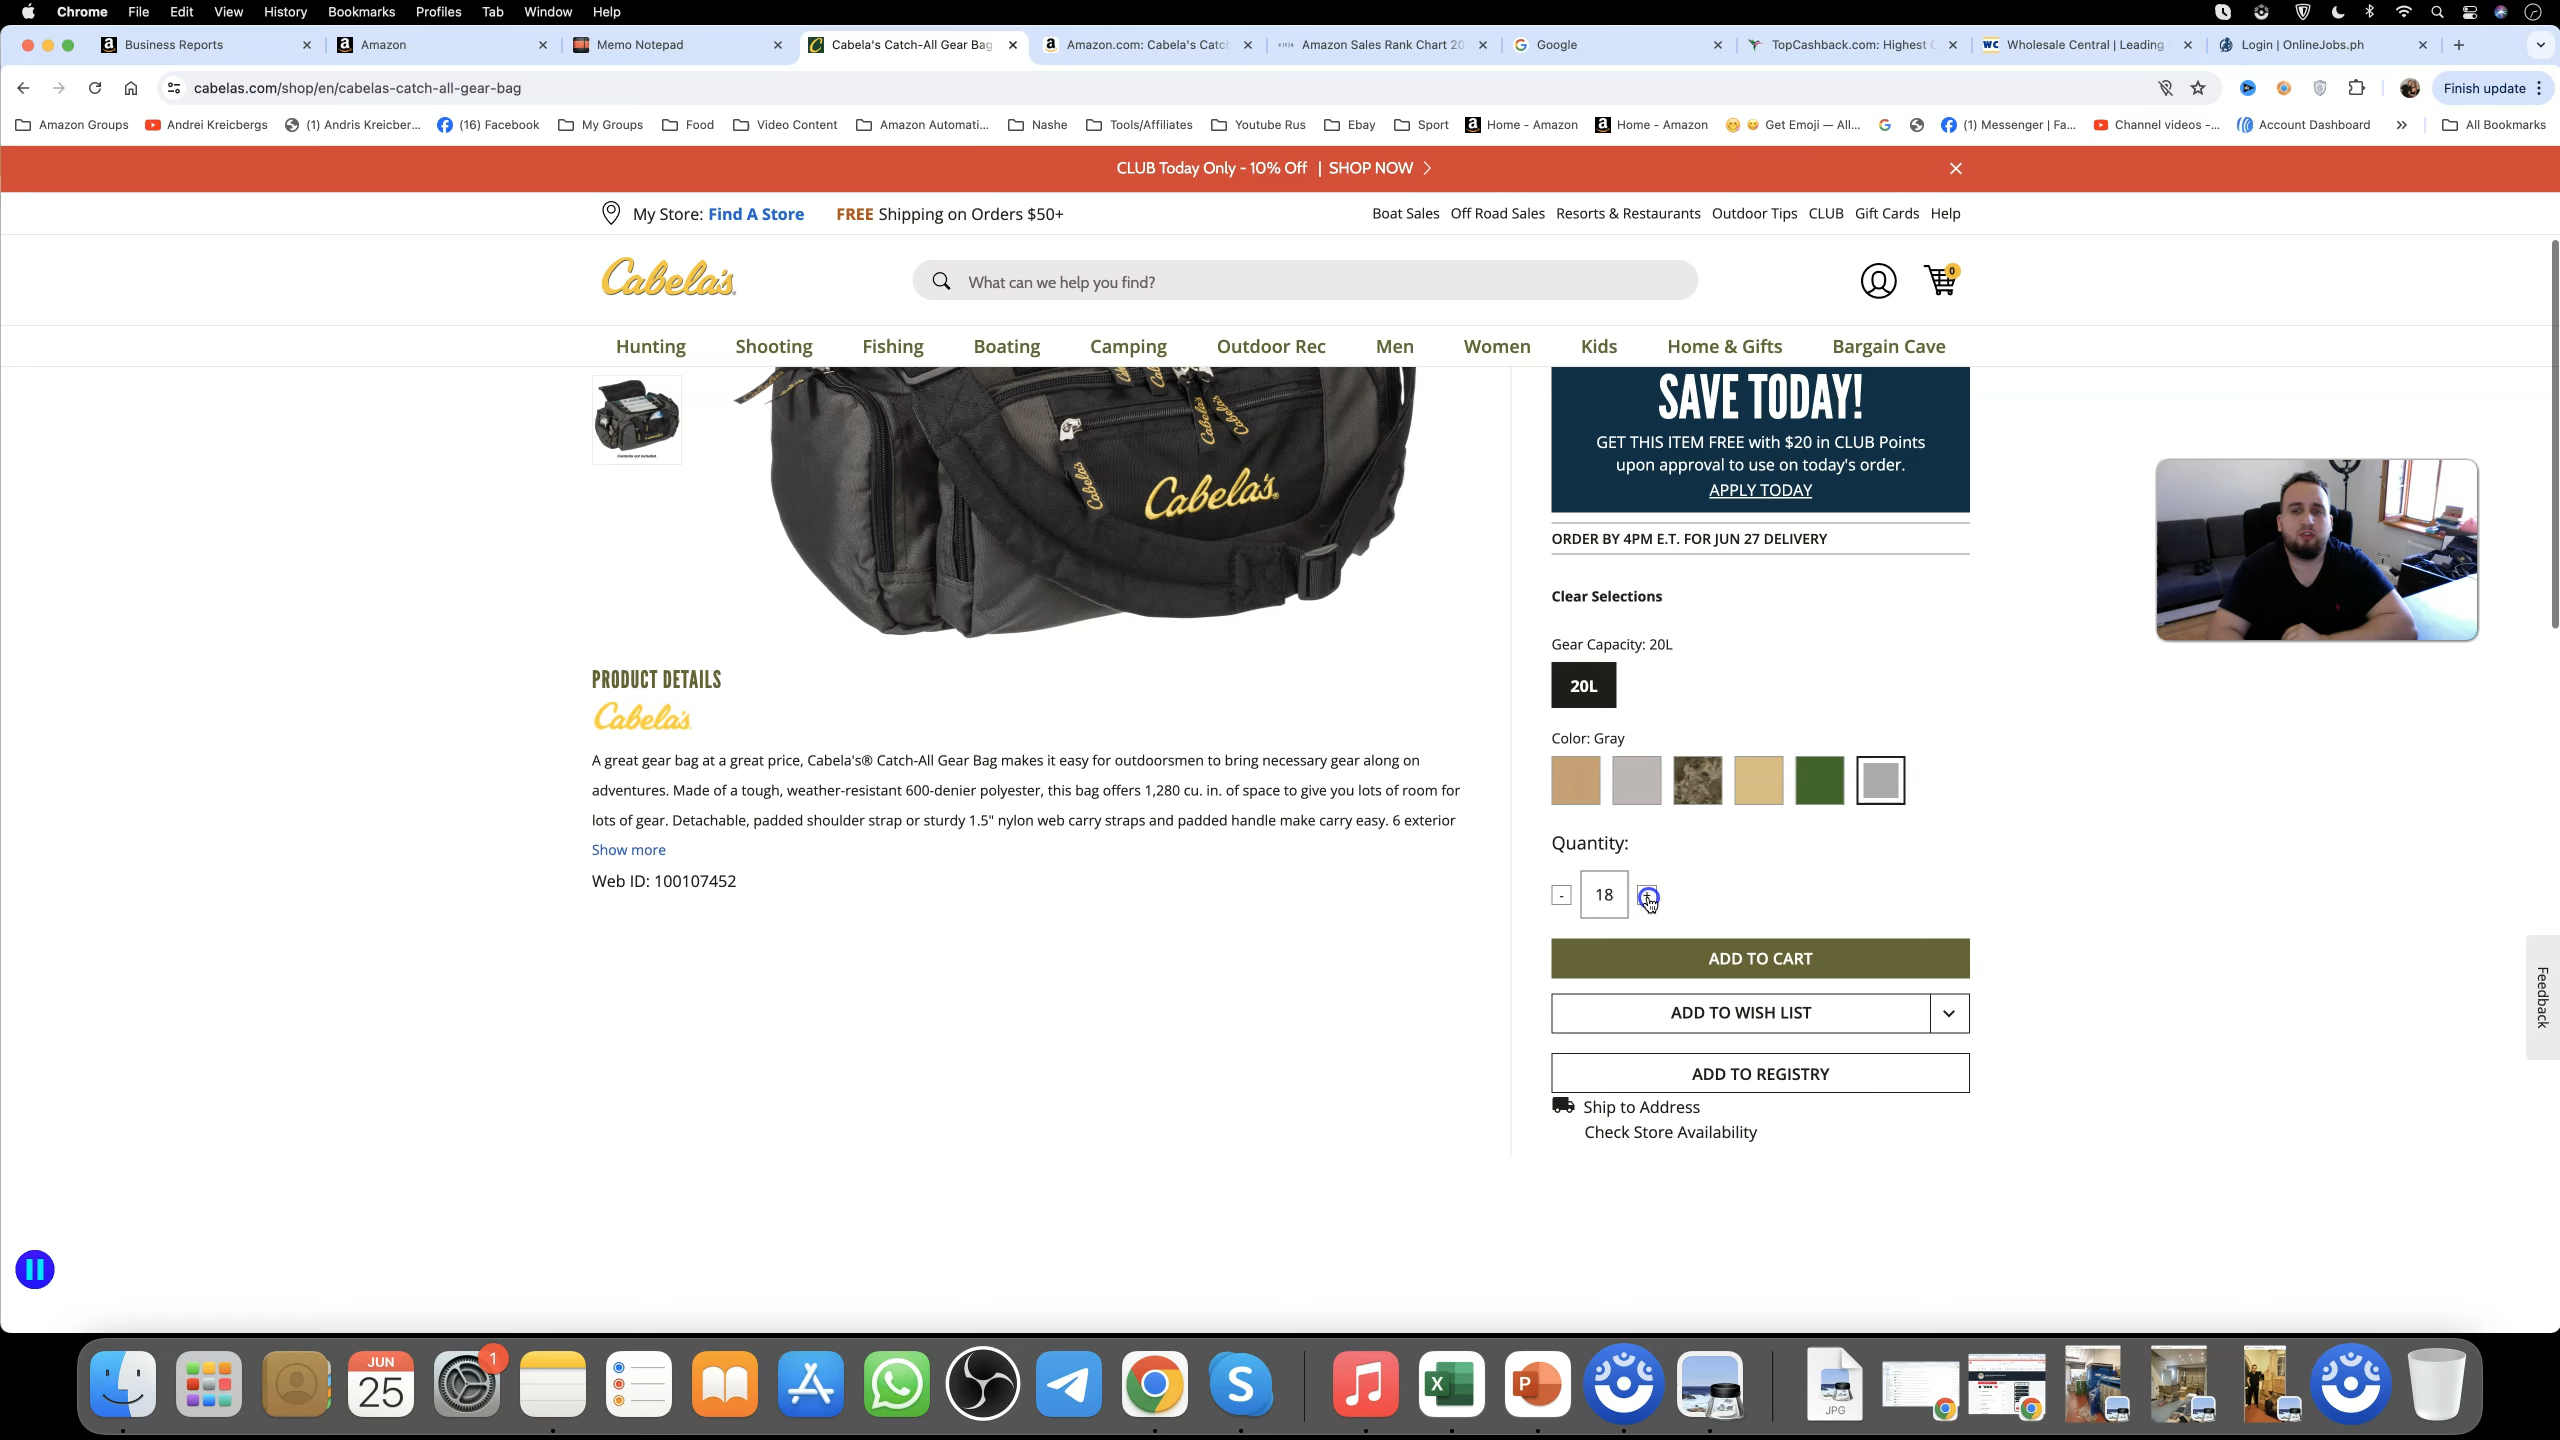 Chrome File Edit View History Bookmarks Profiles Tab Window Help
Business Reports
Amazon
Memo Notepad
Cabela's Catch-All Gear Bag
Amazon.com: Cabela's Catc
Amazon Sales Rank Chart 20
Google
TopCashback.com: Highest C
Wholesale Central | Leading
Login | OnlineJobs.ph
cabelas.com/shop/en/cabelas-catch-all-gear-bag
Finish update
Amazon Groups
Andrei Kreicbergs
(1) Andris Kreicber...
(16) Facebook
My Groups
Food
Video Content
Amazon Automati...
Nashe
Tools/Affiliates
Youtube Rus
Ebay
Sport
Home - Amazon
Home - Amazon
Get Emoji — All...
(1) Messenger | Fa...
Channel videos -...
Account Dashboard
All Bookmarks
CLUB Today Only - 10% Off | SHOP NOW
My Store: Find A Store
FREE Shipping on Orders $50+
Boat Sales Off Road Sales Resorts & Restaurants Outdoor Tips CLUB Gift Cards Help
Cabela's
What can we help you find?
0
Hunting Shooting Fishing Boating Camping Outdoor Rec Men Women Kids Home & Gifts Bargain Cave
Contents not included.
Cabela's
Cabela's
Cabela's
Cabela's
SAVE TODAY!
GET THIS ITEM FREE with $20 in CLUB Points
upon approval to use on today's order.
APPLY TODAY
ORDER BY 4PM E.T. FOR JUN 27 DELIVERY
Clear Selections
Gear Capacity: 20L
20L
Color: Gray
Quantity:
- 18 +
ADD TO CART
ADD TO WISH LIST
ADD TO REGISTRY
Ship to Address
Check Store Availability
PRODUCT DETAILS
Cabela's
A great gear bag at a great price, Cabela's® Catch-All Gear Bag makes it easy for outdoorsmen to bring necessary gear along on
adventures. Made of a tough, weather-resistant 600-denier polyester, this bag offers 1,280 cu. in. of space to give you lots of room for
lots of gear. Detachable, padded shoulder strap or sturdy 1.5" nylon web carry straps and padded handle make carry easy. 6 exterior
Show more
Web ID: 100107452
Feedback
JUN
25
1
JPG